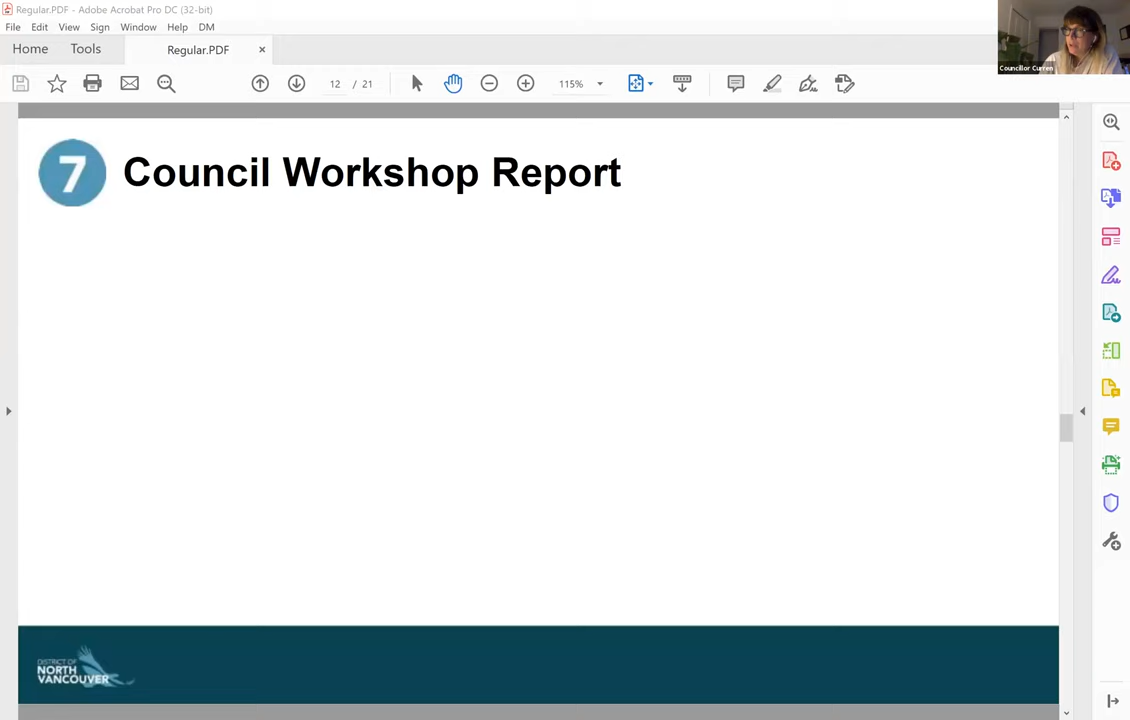 Regular.PDF - Adobe Acrobat Pro DC (32-bit)
File Edit View Sign Window Help DM
Home Tools Regular.PDF ×
12 / 21 115%
Councillor Curren
7 Council Workshop Report
DISTRICT OF
NORTH
VANCOUVER